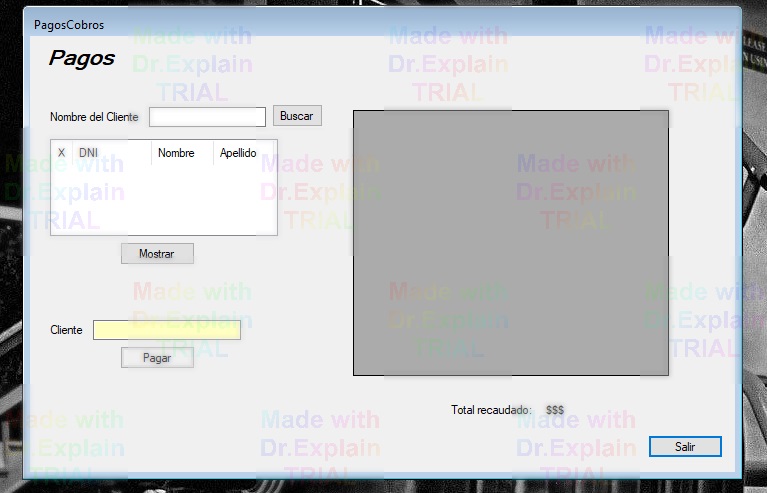 PagosCobros
Pagos
Nombre del Cliente
Buscar
X DNI Nombre Apellido
Mostrar
Cliente
Pagar
Total recaudado: $$$
Salir
Made with
Dr.Explain
TRIAL
Made with
Dr.Explain
TRIAL
Made with
Dr.Explain
TRIAL
Made with
Dr.Explain
TRIAL
Made with
Dr.Explain
TRIAL
Made with
Dr.Explain
TRIAL
Made with
Dr.Explain
TRIAL
Made with
Dr.Explain
TRIAL
Made with
Dr.Explain
TRIAL
Made with
Dr.Explain
TRIAL
Made with
Dr.Explain
TRIAL
Made with
Dr.Explain
TRIAL